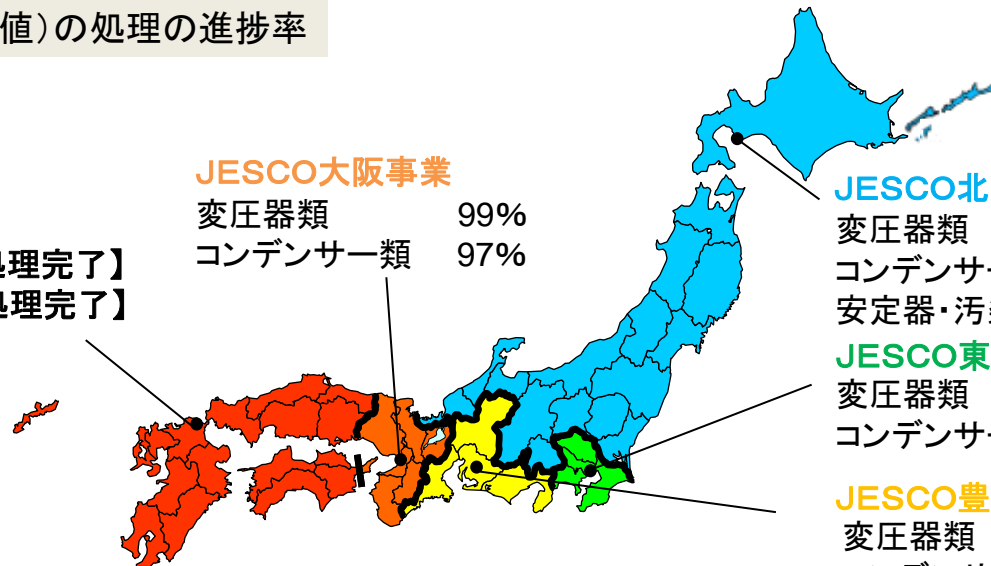 値）の処理の進捗率
JESCO大阪事業
変圧器類 99%
コンデンサー類 97%
処理完了】
処理完了】
JESCO北
変圧器類
コンデンサー
安定器・汚染
JESCO東
変圧器類
コンデンサー
JESCO豊
変圧器類